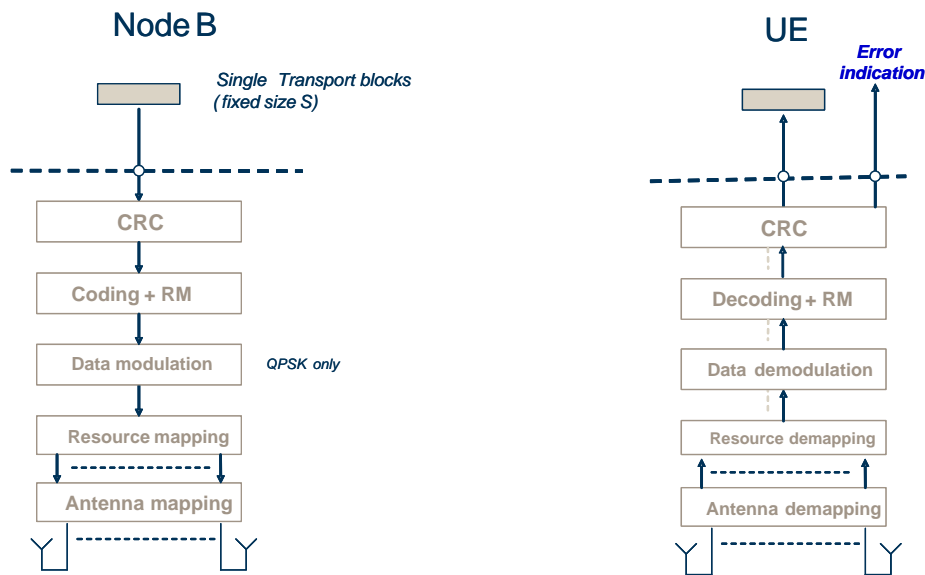 Node B
Single Transport blocks
(fixed size S)
CRC
Coding + RM
Data modulation
QPSK only
Resource mapping
Antenna mapping
UE
Error
indication
CRC
Decoding + RM
Data demodulation
Resource demapping
Antenna demapping